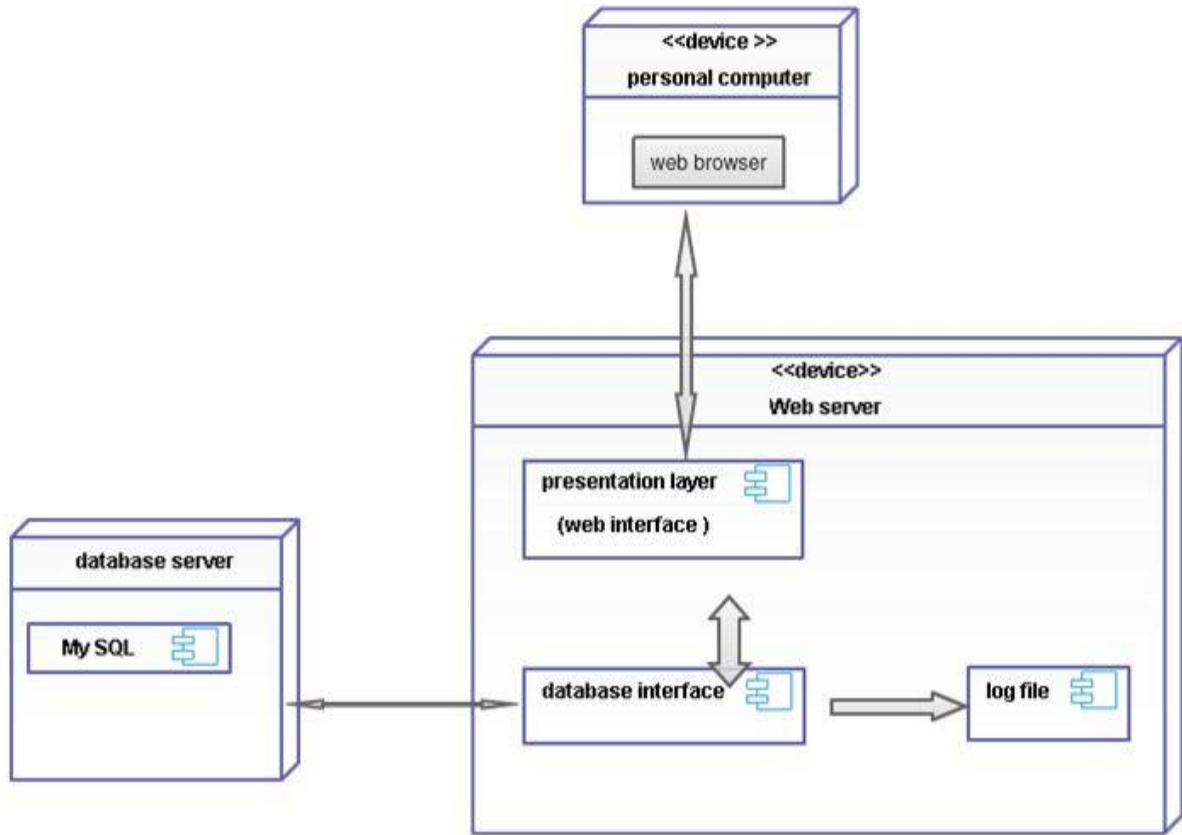 <<device >>
personal computer
web browser
<<device>>
Web server
presentation layer
(web interface )
database server
My SQL
database interface
log file